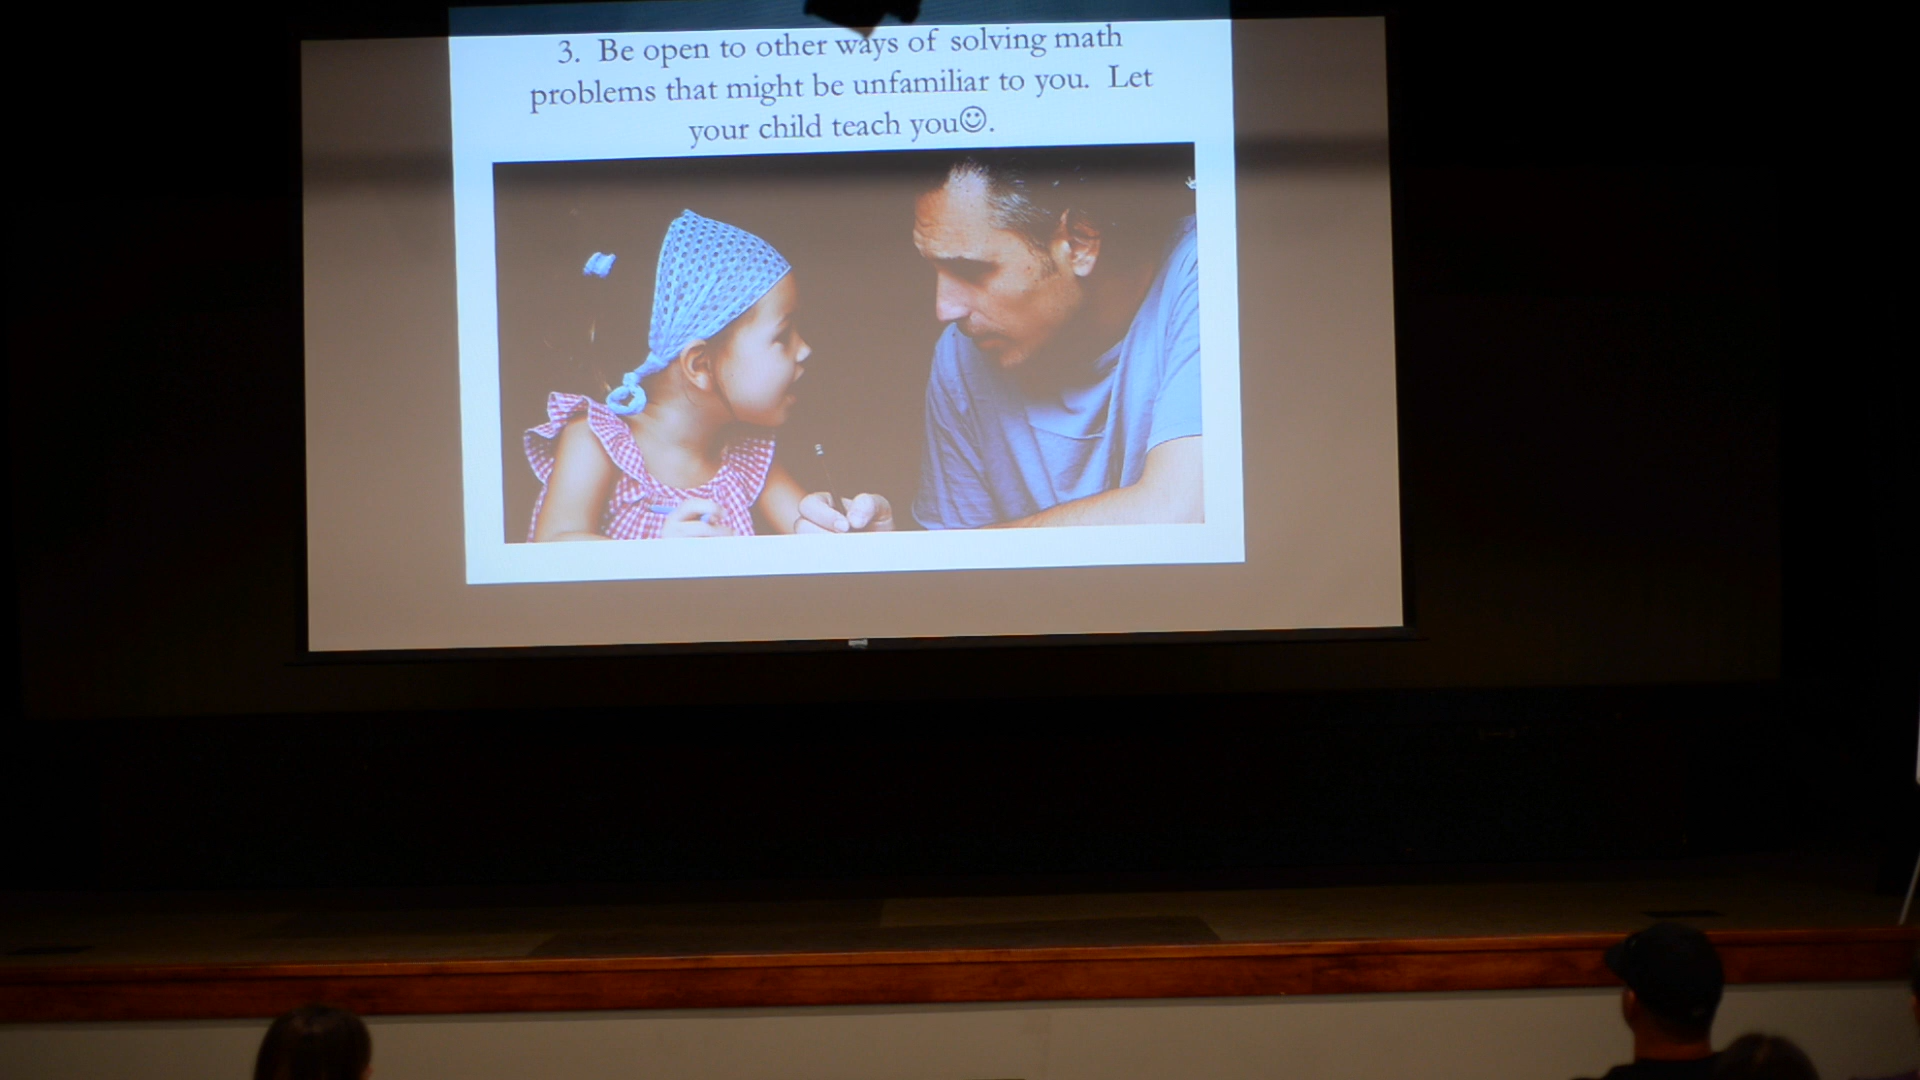 3. Be open to other ways of solving math
problems that might be unfamiliar to you. Let
your child teach you☺.